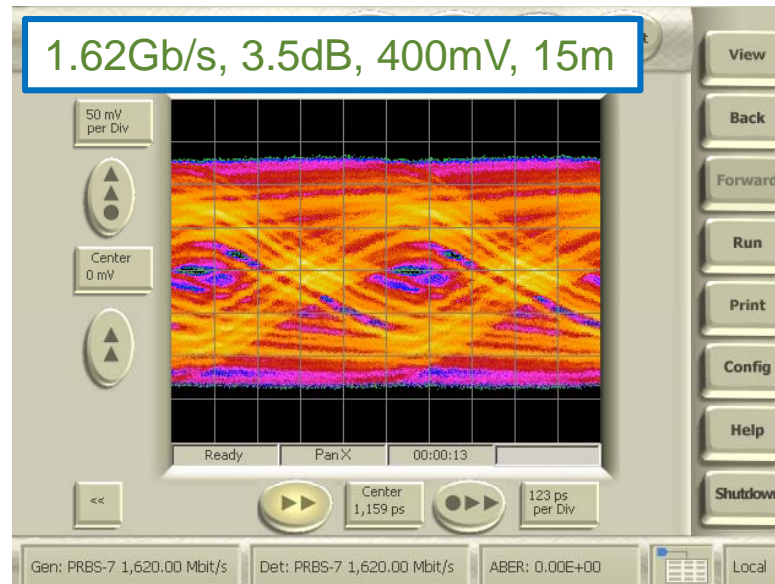 1.62Gb/s, 3.5dB, 400mV, 15m
t
View
50 mV
per Div
Back
Forward
Run
Center
0 mV
Print
Config
Help
Ready
Pan X
00:00:13
Shutdown
<<
Center
1,159 ps
123 ps
per Div
Gen: PRBS-7 1,620.00 Mbit/s
Det: PRBS-7 1,620.00 Mbit/s
ABER: 0.00E+00
Local